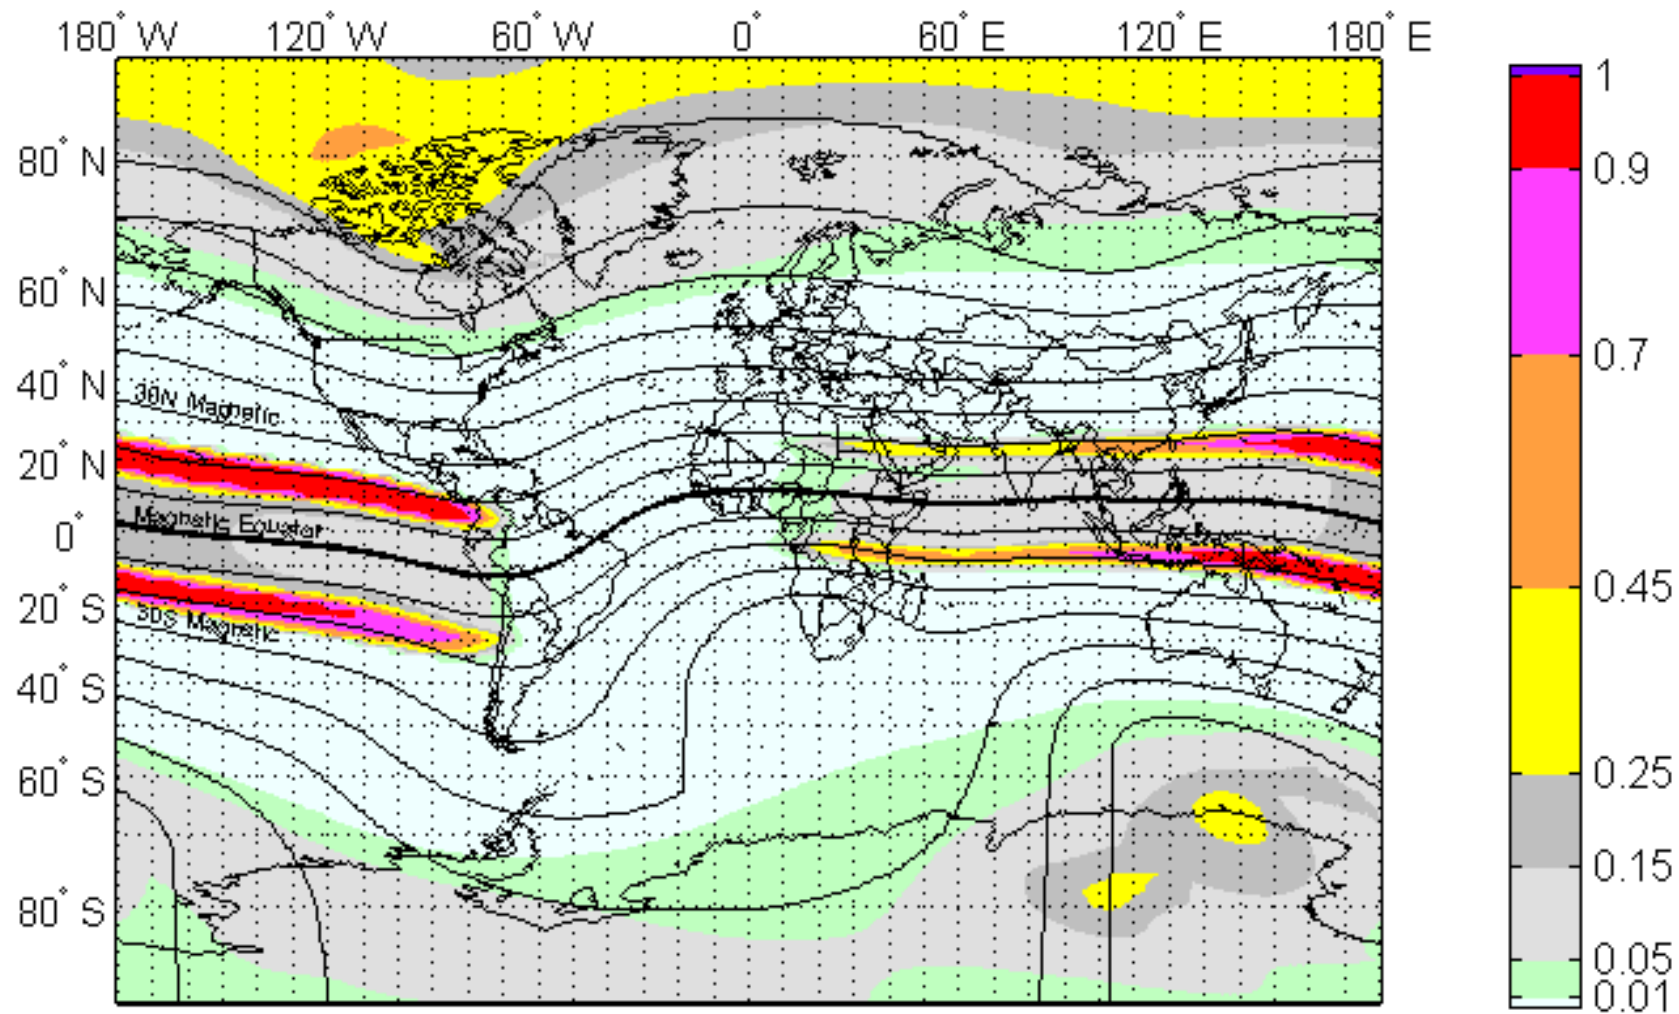 180° W 120° W 60° W 0° 60° E 120° E 180° E
80° N
60° N
40° N
30N Magnetic
20° N
Magnetic Equator
0°
20° S
30S Magnetic
40° S
60° S
80° S
1
0.9
0.7
0.45
0.25
0.15
0.05
0.01